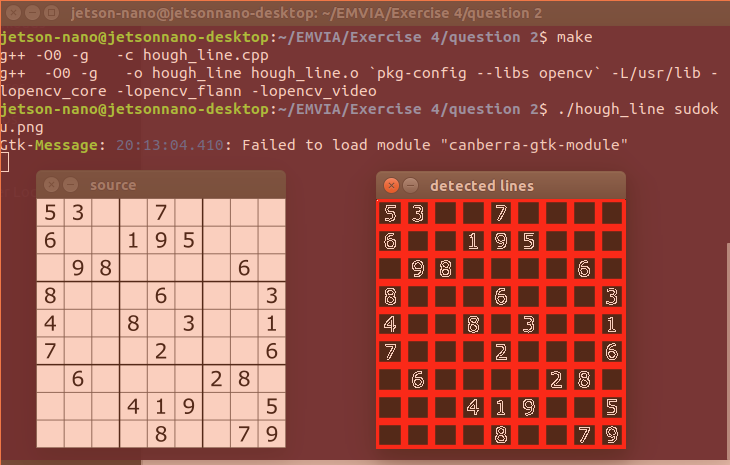 jetson-nano@jetsonnano-desktop: ~/EMVIA/Exercise 4/question 2
jetson-nano@jetsonnano-desktop:~/EMVIA/Exercise 4/question 2$ make
g++ -O0 -g   -c hough_line.cpp
g++  -O0 -g   -o hough_line hough_line.o `pkg-config --libs opencv` -L/usr/lib -
lopencv_core -lopencv_flann -lopencv_video
jetson-nano@jetsonnano-desktop:~/EMVIA/Exercise 4/question 2$ ./hough_line sudok
u.png
Gtk-Message: 20:13:04.410: Failed to load module "canberra-gtk-module"
source
5 3 7
6 1 9 5
9 8 6
8 6 3
4 8 3 1
7 2 6
6 2 8
4 1 9 5
8 7 9
detected lines
5 3 7
6 1 9 5
9 8 6
8 6 3
4 8 3 1
7 2 6
6 2 8
4 1 9 5
8 7 9